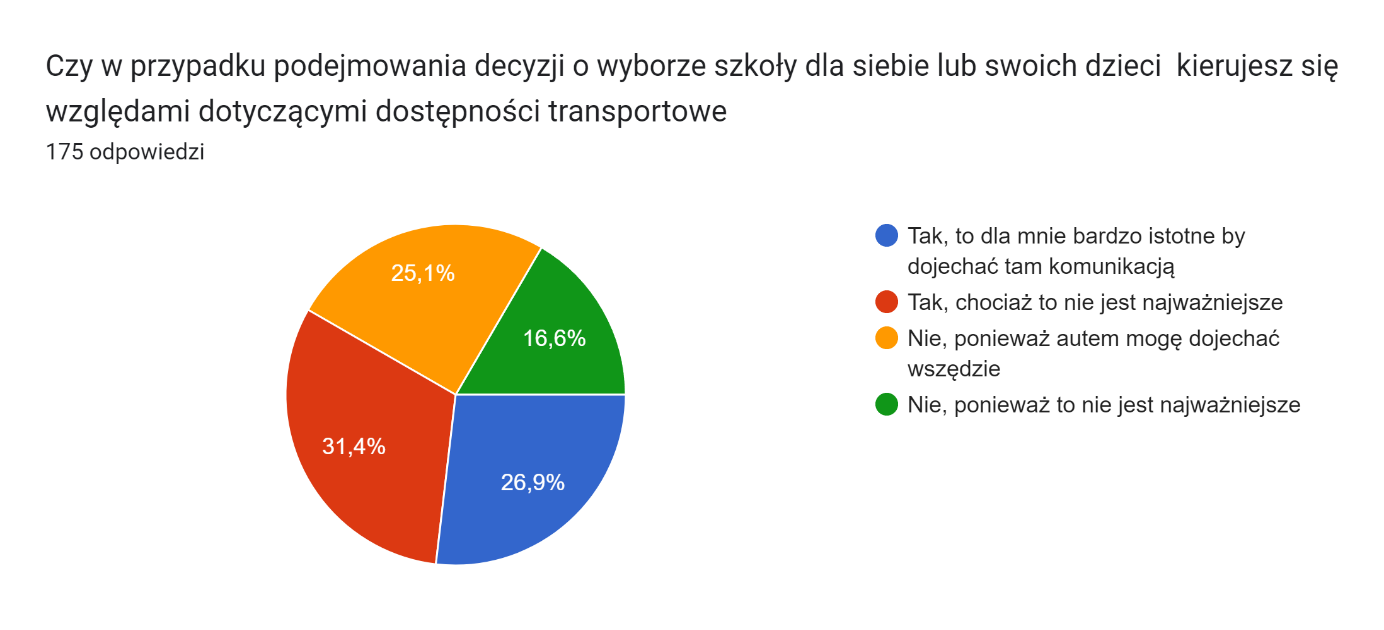 Czy w przypadku podejmowania decyzji o wyborze szkoły dla siebie lub swoich dzieci  kierujesz się
względami dotyczącymi dostępności transportowe
175 odpowiedzi
25,1%
16,6%
31,4%
26,9%
Tak, to dla mnie bardzo istotne by
dojechać tam komunikacją
Tak, chociaż to nie jest najważniejsze
Nie, ponieważ autem mogę dojechać
wszędzie
Nie, ponieważ to nie jest najważniejsze